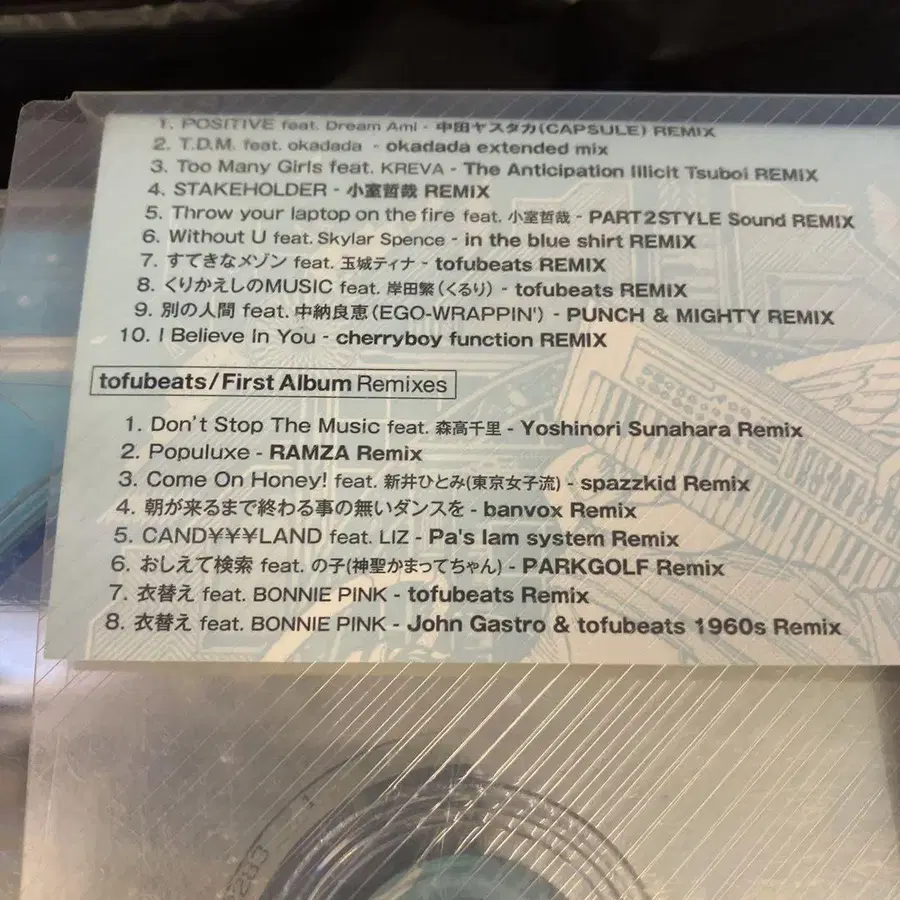 1. POSITIVE feat. Dream Ami - 中田ヤスタカ(CAPSULE) REMIX
2. T.D.M. feat. okadada - okadada extended mix
3. Too Many Girls feat. KREVA - The Anticipation Illicit Tsuboi REMIX
4. STAKEHOLDER - 小室哲哉 REMIX
5. Throw your laptop on the fire feat. 小室哲哉 - PART2STYLE Sound REMIX
6. Without U feat. Skylar Spence - in the blue shirt REMIX
7. すてきなメゾン feat. 玉城ティナ - tofubeats REMIX
8. くりかえしのMUSIC feat. 岸田繁(くるり) - tofubeats REMIX
9. 別の人間 feat. 中納良恵(EGO-WRAPPIN') - PUNCH & MIGHTY REMIX
10. I Believe In You - cherryboy function REMIX
tofubeats/First Album Remixes
1. Don't Stop The Music feat. 森高千里 - Yoshinori Sunahara Remix
2. Populuxe - RAMZA Remix
3. Come On Honey! feat. 新井ひとみ(東京女子流) - spazzkid Remix
4. 朝が来るまで終わる事の無いダンスを - banvox Remix
5. CAND¥¥¥LAND feat. LIZ - Pa's lam system Remix
6. おしえて検索 feat. の子(神聖かまってちゃん) - PARKGOLF Remix
7. 衣替え feat. BONNIE PINK - tofubeats Remix
8. 衣替え feat. BONNIE PINK - John Gastro & tofubeats 1960s Remix